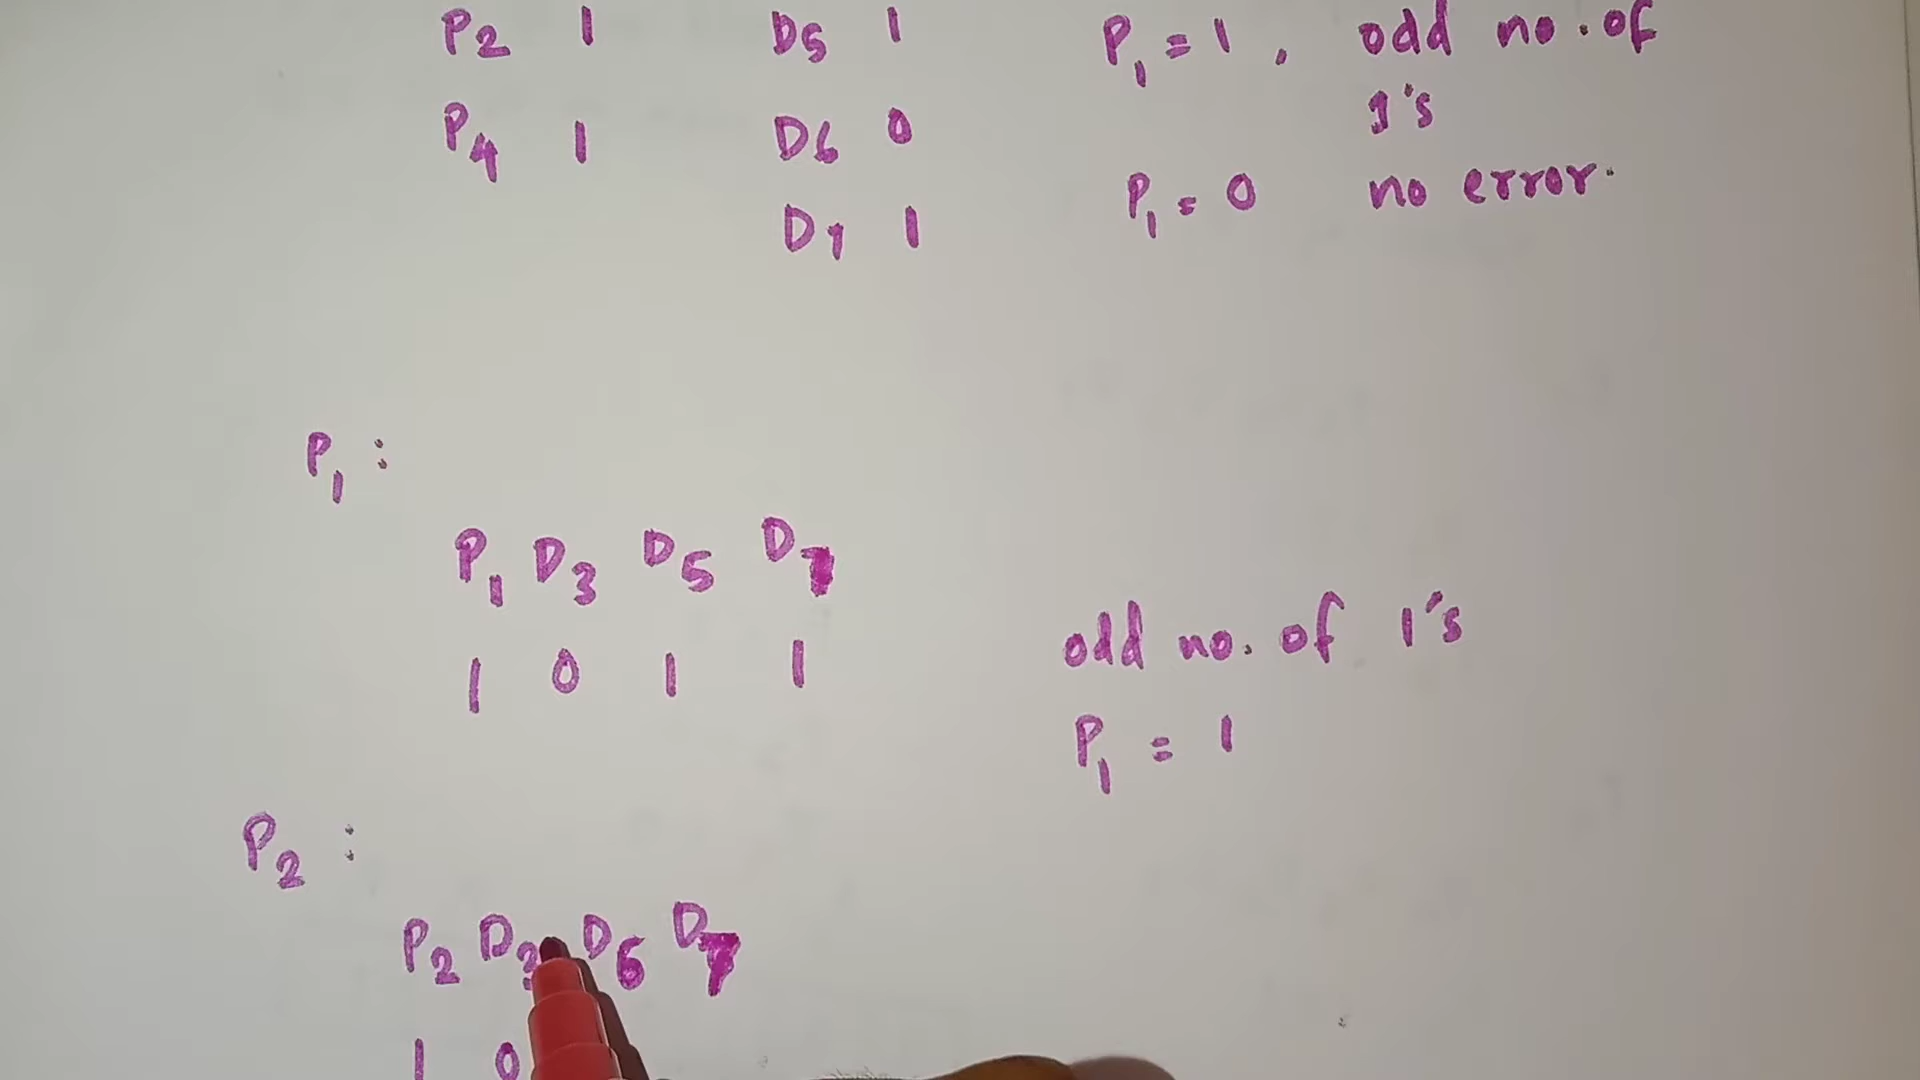 P2 1 D5 1 P1 = 1 , odd no. of
P4 1 D6 0 1's
D7 1 P1 = 0 no error.
P1 :
P1 D3 D5 D7
1 0 1 1 odd no. of 1's
P1 = 1
P2 :
P2 D3 D6 D7
1 0